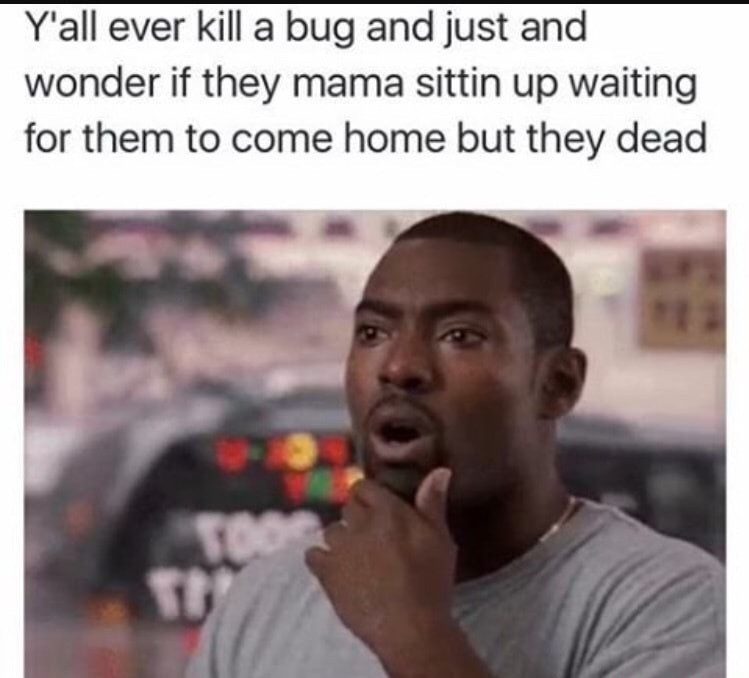 Y'all ever kill a bug and just and
wonder if they mama sittin up waiting
for them to come home but they dead